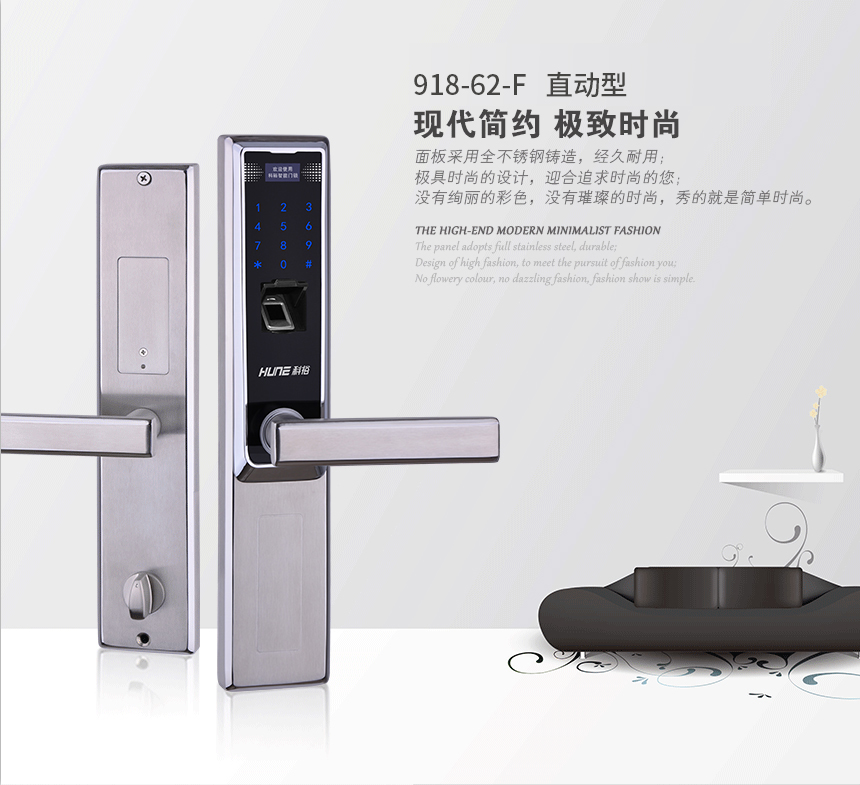 918-62-F 直动型
现代简约 极致时尚
面板采用全不锈钢铸造，经久耐用；
极具时尚的设计，迎合追求时尚的您；
没有绚丽的彩色，没有璀璨的时尚，秀的就是简单时尚。
THE HIGH-END MODERN MINIMALIST FASHION
The panel adopts full stainless steel, durable;
Design of high fashion, to meet the pursuit of fashion you;
No flowery colour, no dazzling fashion, fashion show is simple.
欢迎使用
科裕智能门锁
1 2 3
4 5 6
7 8 9
* 0 #
HUNE 科裕